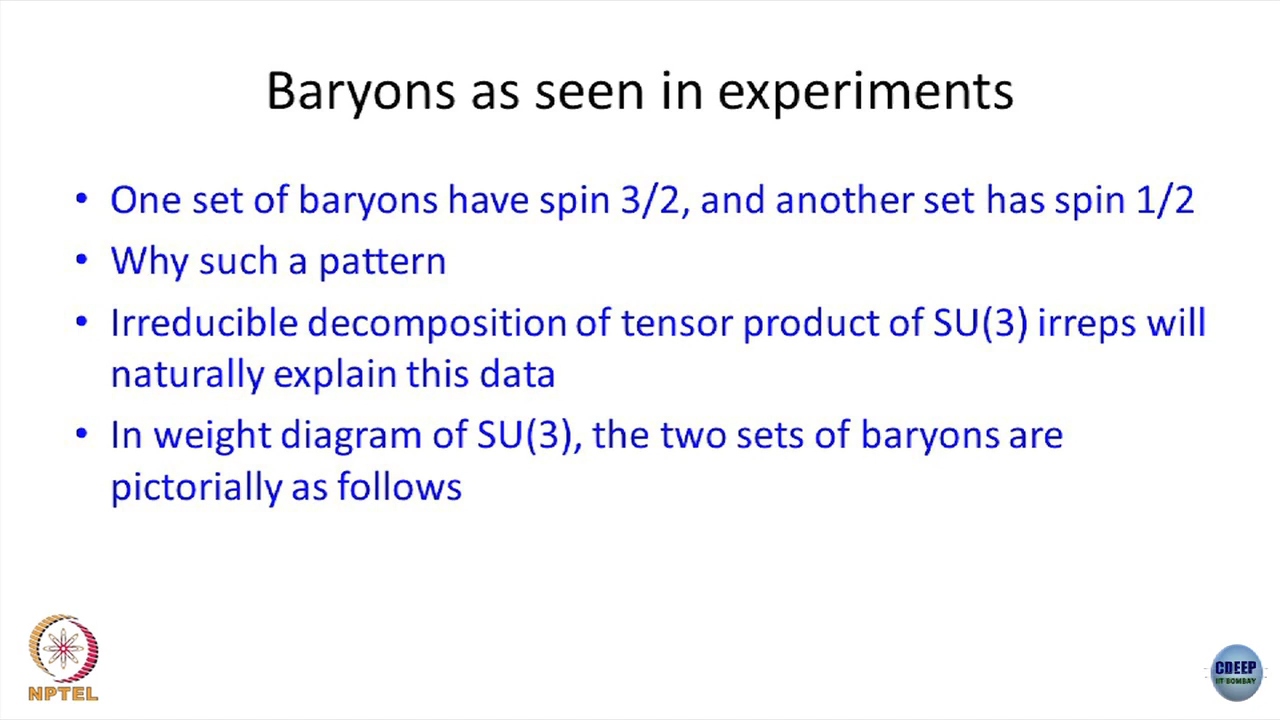 Baryons as seen in experiments
• One set of baryons have spin 3/2, and another set has spin 1/2
• Why such a pattern
• Irreducible decomposition of tensor product of SU(3) irreps will
naturally explain this data
• In weight diagram of SU(3), the two sets of baryons are
pictorially as follows
NPTEL
CDEEP
IIT BOMBAY